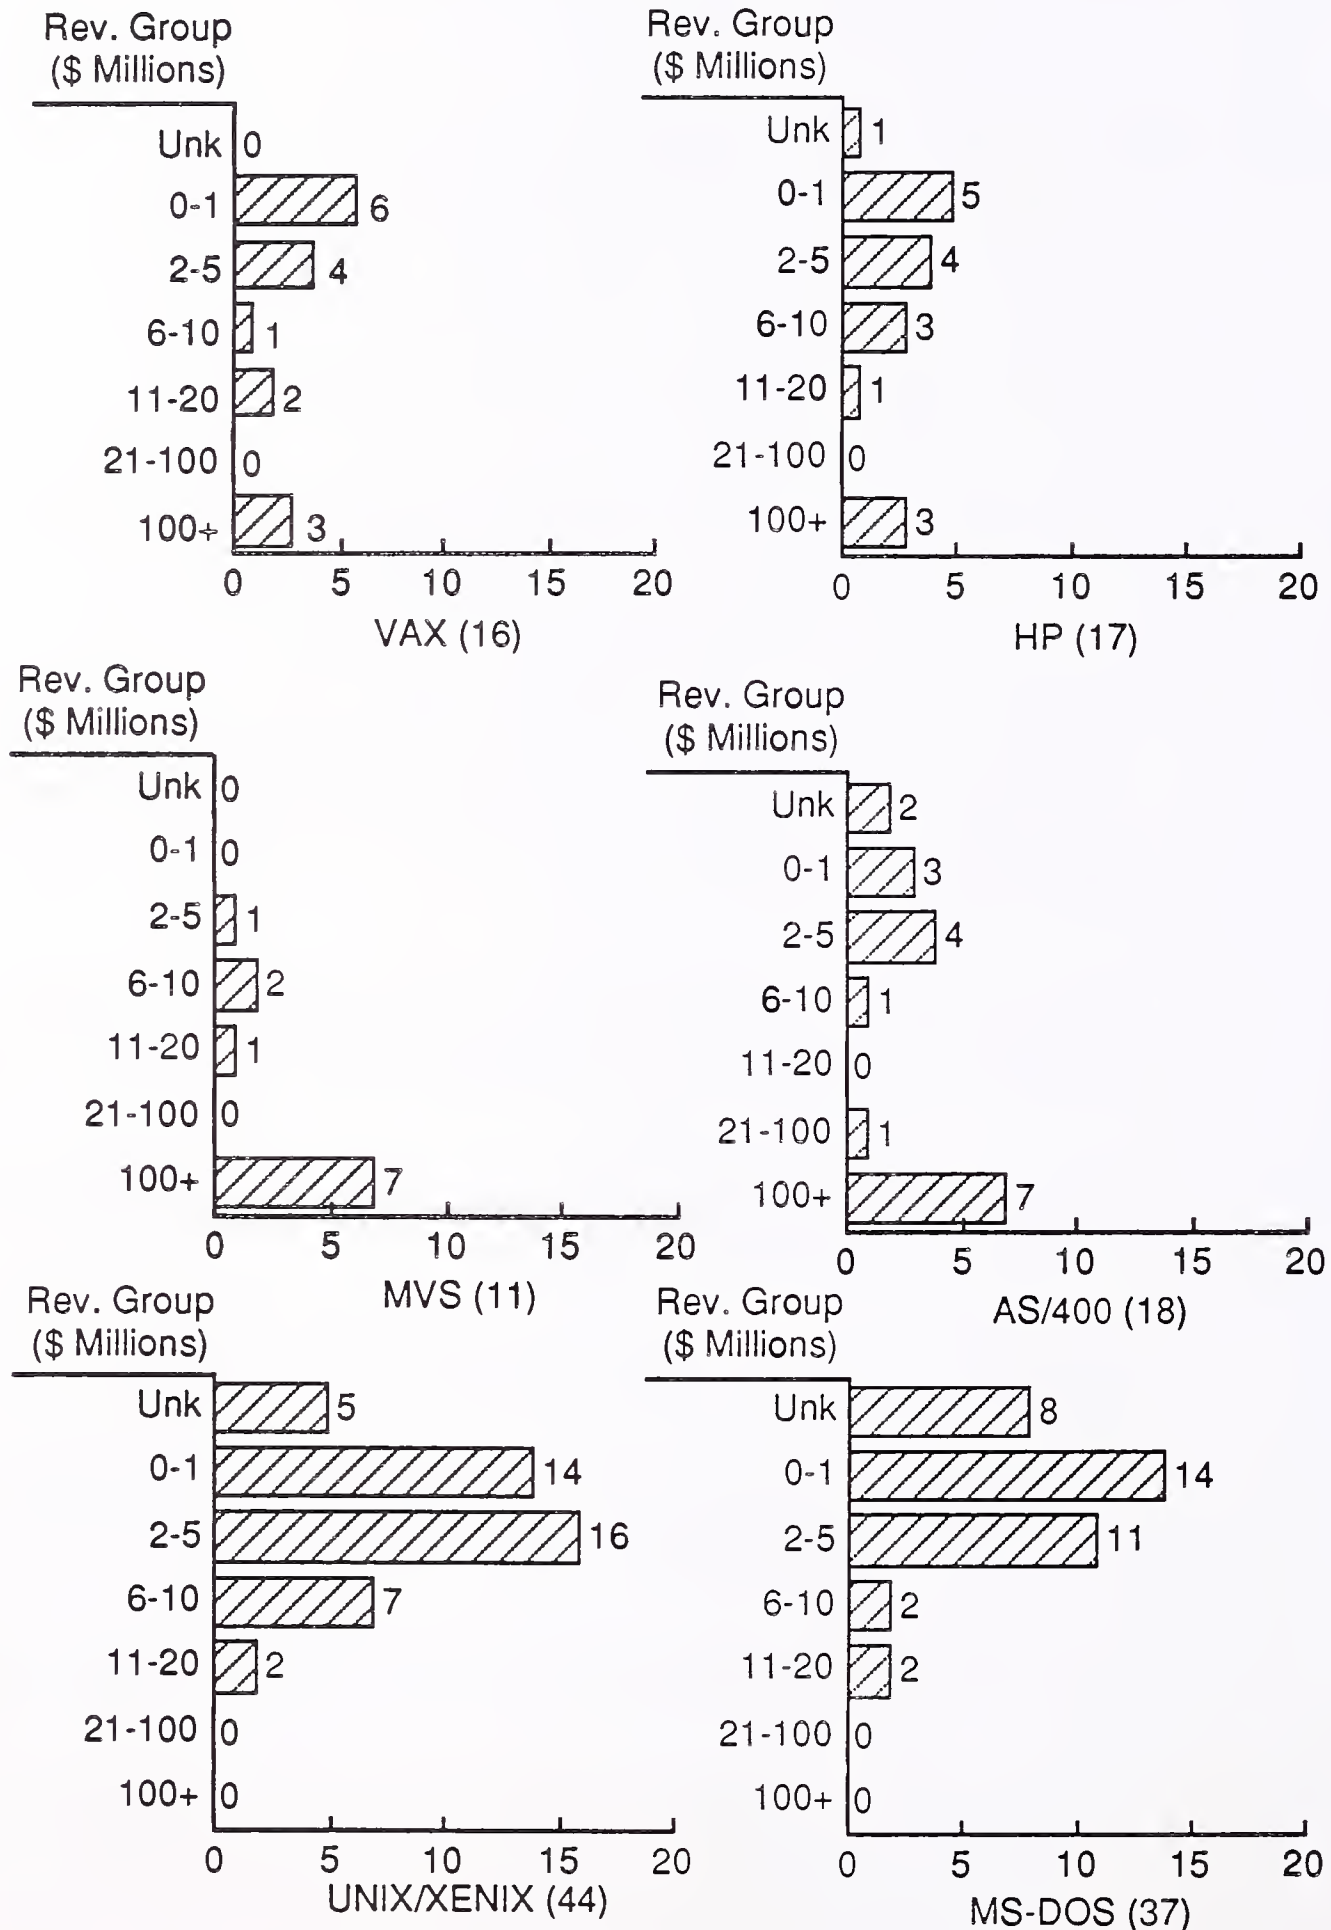 Rev. Group
($ Millions)
Unk 0
0-1 6
2-5 4
6-10 1
11-20 2
21-100 0
100+ 3
0 5 10 15 20
VAX (16)
Rev. Group
($ Millions)
Unk 1
0-1 5
2-5 4
6-10 3
11-20 1
21-100 0
100+ 3
0 5 10 15 20
HP (17)
Rev. Group
($ Millions)
Unk 0
0-1 0
2-5 1
6-10 2
11-20 1
21-100 0
100+ 7
0 5 10 15 20
MVS (11)
Rev. Group
($ Millions)
Unk 2
0-1 3
2-5 4
6-10 1
11-20 0
21-100 1
100+ 7
0 5 10 15 20
AS/400 (18)
Rev. Group
($ Millions)
Unk 5
0-1 14
2-5 16
6-10 7
11-20 2
21-100 0
100+ 0
0 5 10 15 20
UNIX/XENIX (44)
Rev. Group
($ Millions)
Unk 8
0-1 14
2-5 11
6-10 2
11-20 2
21-100 0
100+ 0
0 5 10 15 20
MS-DOS (37)